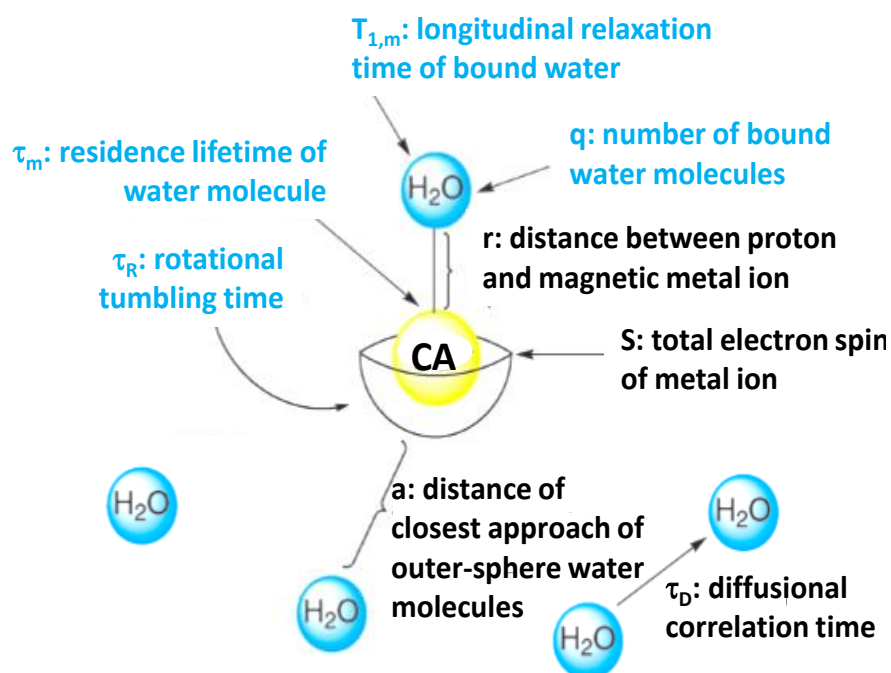 T1,m: longitudinal relaxation
time of bound water
τm: residence lifetime of
water molecule
q: number of bound
water molecules
H2O
r: distance between proton
and magnetic metal ion
τR: rotational
tumbling time
CA
S: total electron spin
of metal ion
a: distance of
closest approach of
outer-sphere water
molecules
H2O
H2O
H2O
τD: diffusional
correlation time
H2O